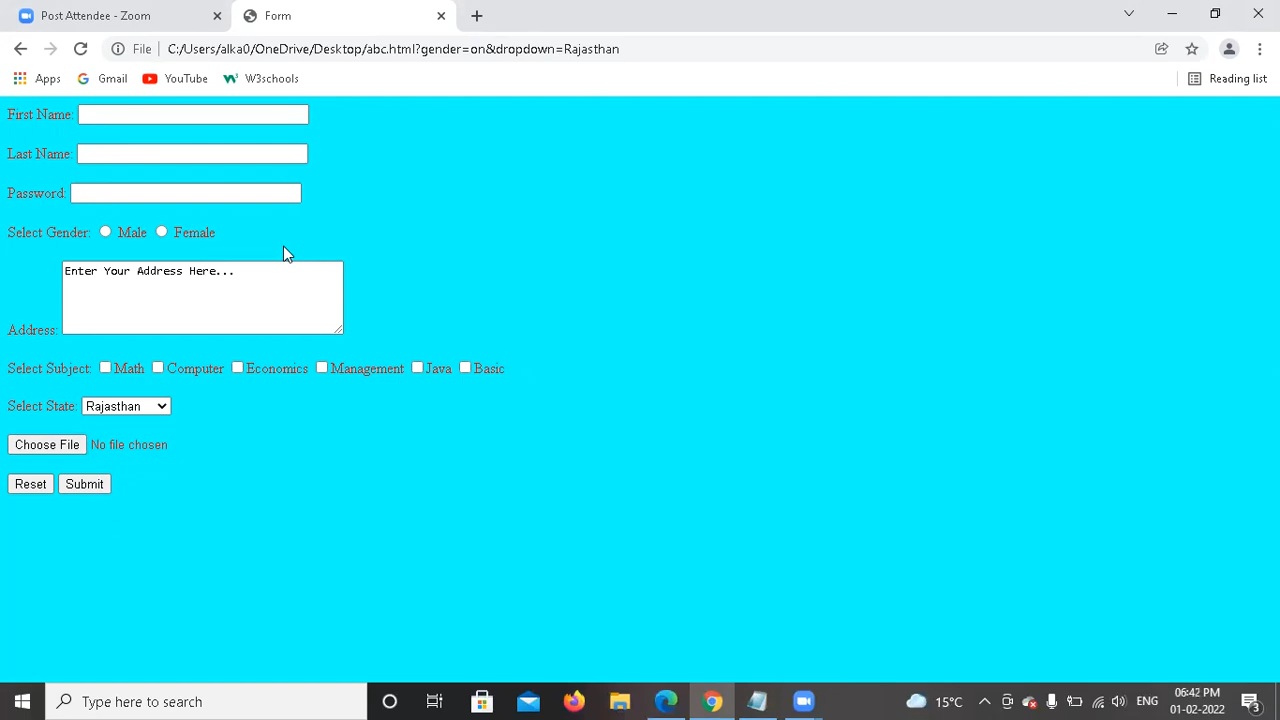 Post Attendee - Zoom
Form
File
C:/Users/alka0/OneDrive/Desktop/abc.html?gender=on&dropdown=Rajasthan
Apps
Gmail
YouTube
W3schools
Reading list
First Name:
Last Name:
Password:
Select Gender: Male Female
Enter Your Address Here...
Address:
Select Subject: Math Computer Economics Management Java Basic
Select State: Rajasthan
Choose File No file chosen
Reset Submit
Type here to search
15°C
ENG
06:42 PM
01-02-2022
3